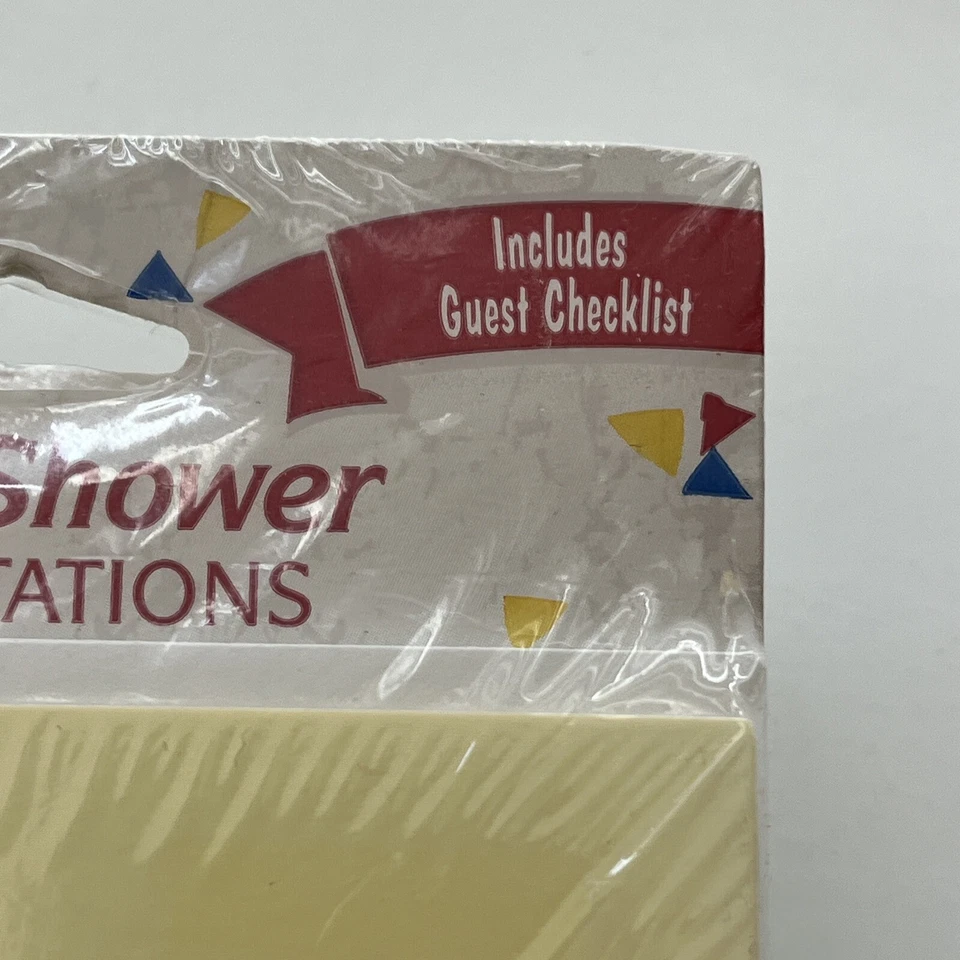 Includes
Guest Checklist
Shower
TATIONS